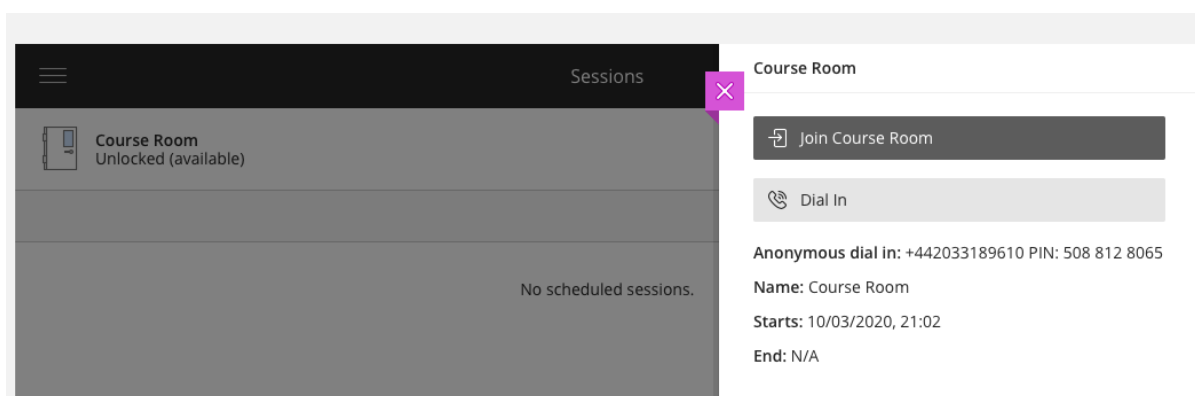 Sessions
Course Room
Unlocked (available)
No scheduled sessions.
Course Room
Join Course Room
Dial In
Anonymous dial in: +442033189610 PIN: 508 812 8065
Name: Course Room
Starts: 10/03/2020, 21:02
End: N/A